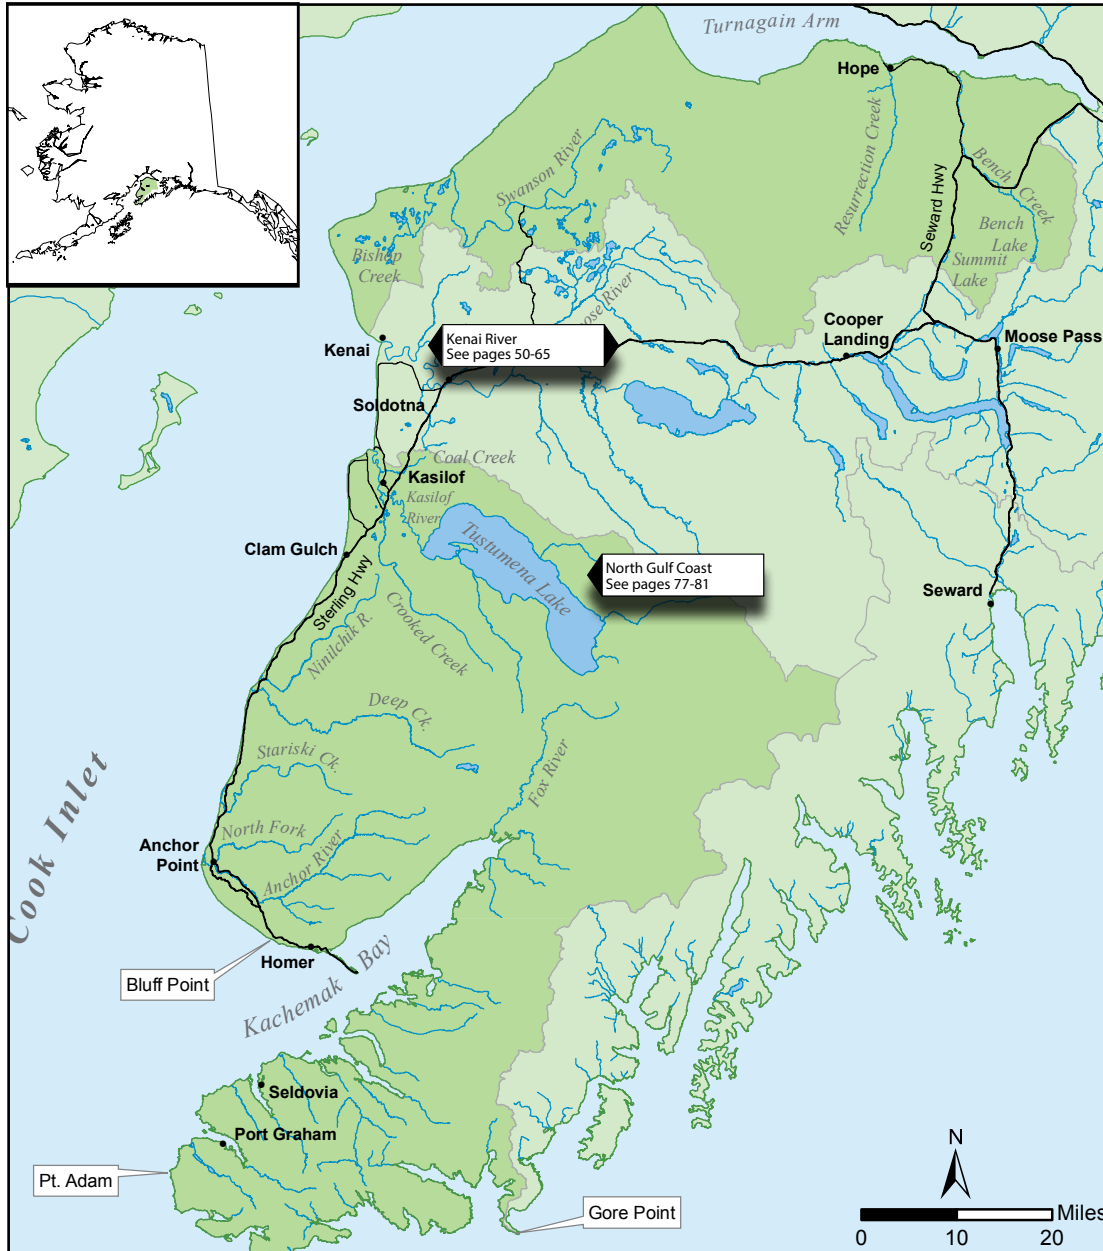 Turnagain Arm
Hope
Resurrection Creek
Seward Hwy
Bench Creek
Bench
Lake
Summit
Lake
Swanson River
Bishop
Creek
Kenai
Kenai River
See pages 50-65
Cooper
Landing
Moose Pass
Soldotna
Coal Creek
Kasilof
Kasilof
River
Clam Gulch
Sterling Hwy
Tustumena Lake
North Gulf Coast
See pages 77-81
Seward
Ninilchik R.
Crooked Creek
Deep Ck.
Stariski Ck.
Fox River
Cook Inlet
North Fork
Anchor
Point
Anchor River
Bluff Point
Homer
Kachemak Bay
Seldovia
Port Graham
Pt. Adam
Gore Point
N
Miles
0 10 20